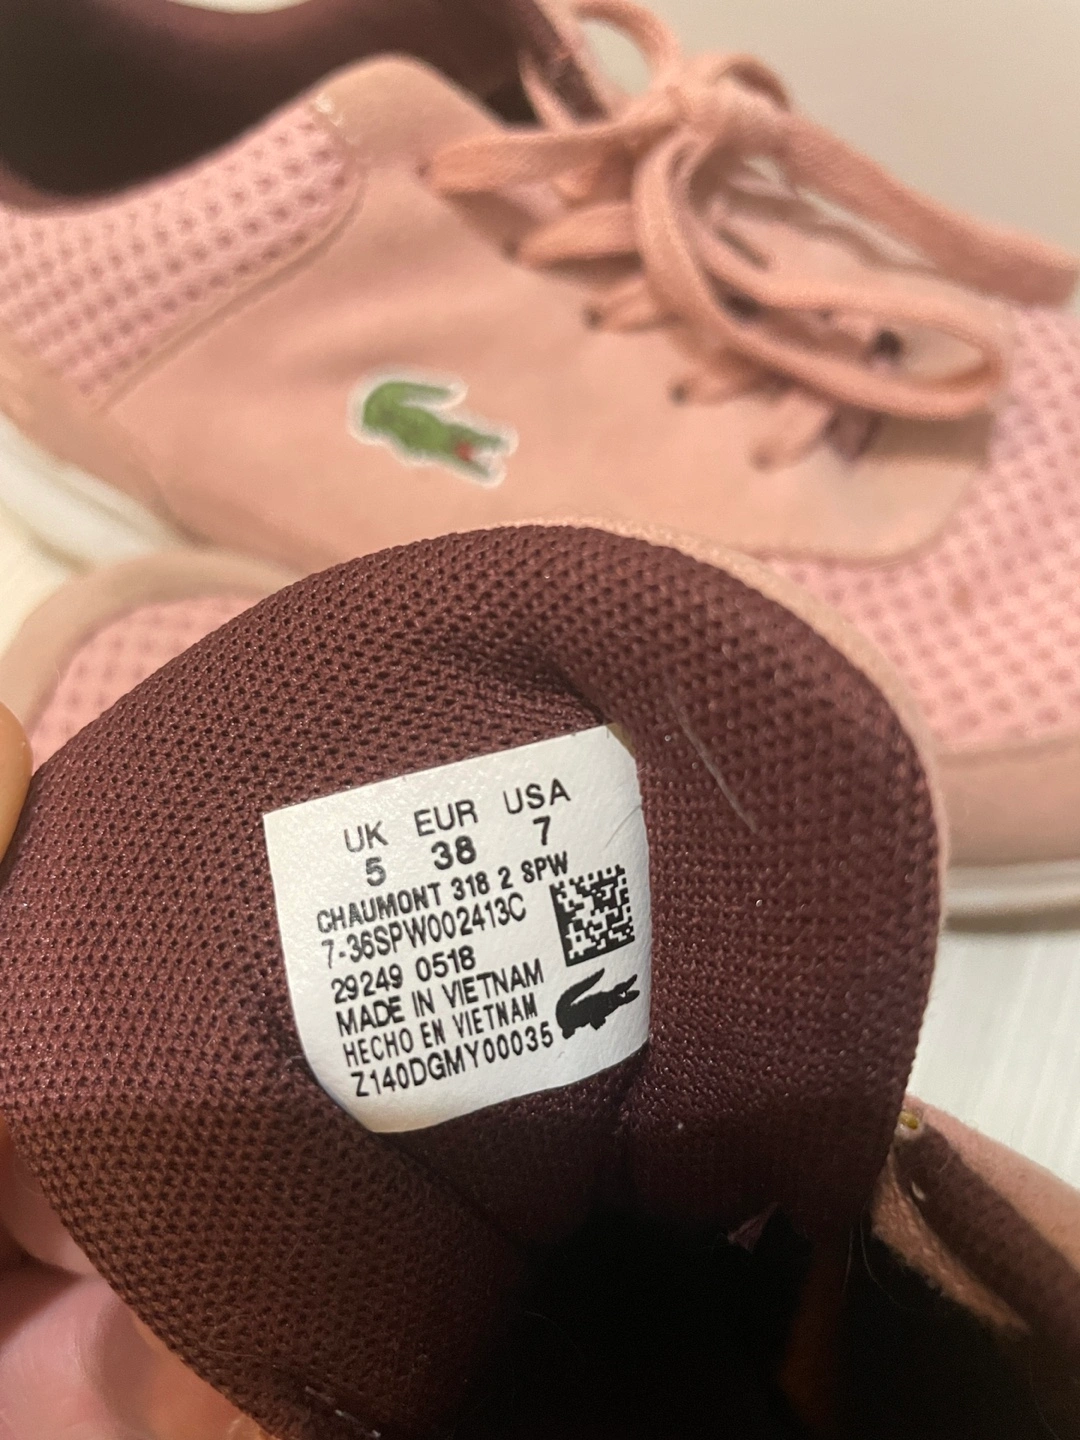 UK EUR USA
5 38 7
CHAUMONT 318 2 SPW
7-36SPW002413C
29249 0518
MADE IN VIETNAM
HECHO EN VIETNAM
Z140DGMY00035